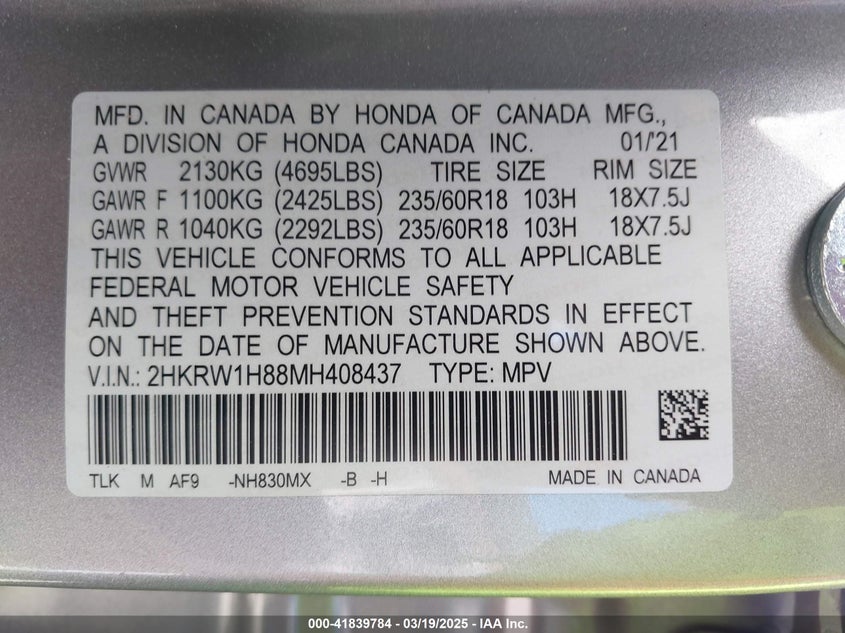 MFD. IN CANADA BY HONDA OF CANADA MFG.,
A DIVISION OF HONDA CANADA INC. 01/'21
GVWR 2130KG (4695LBS) TIRE SIZE RIM SIZE
GAWR F 1100KG (2425LBS) 235/60R18 103H 18X7.5J
GAWR R 1040KG (2292LBS) 235/60R18 103H 18X7.5J
THIS VEHICLE CONFORMS TO ALL APPLICABLE
FEDERAL MOTOR VEHICLE SAFETY
AND THEFT PREVENTION STANDARDS IN EFFECT
ON THE DATE OF MANUFACTURE SHOWN ABOVE.
V.I.N.: 2HKRW1H88MH408437 TYPE: MPV
TLK M AF9 -NH830MX -B -H MADE IN CANADA
000-41839784 - 03/19/2025 - IAA Inc.